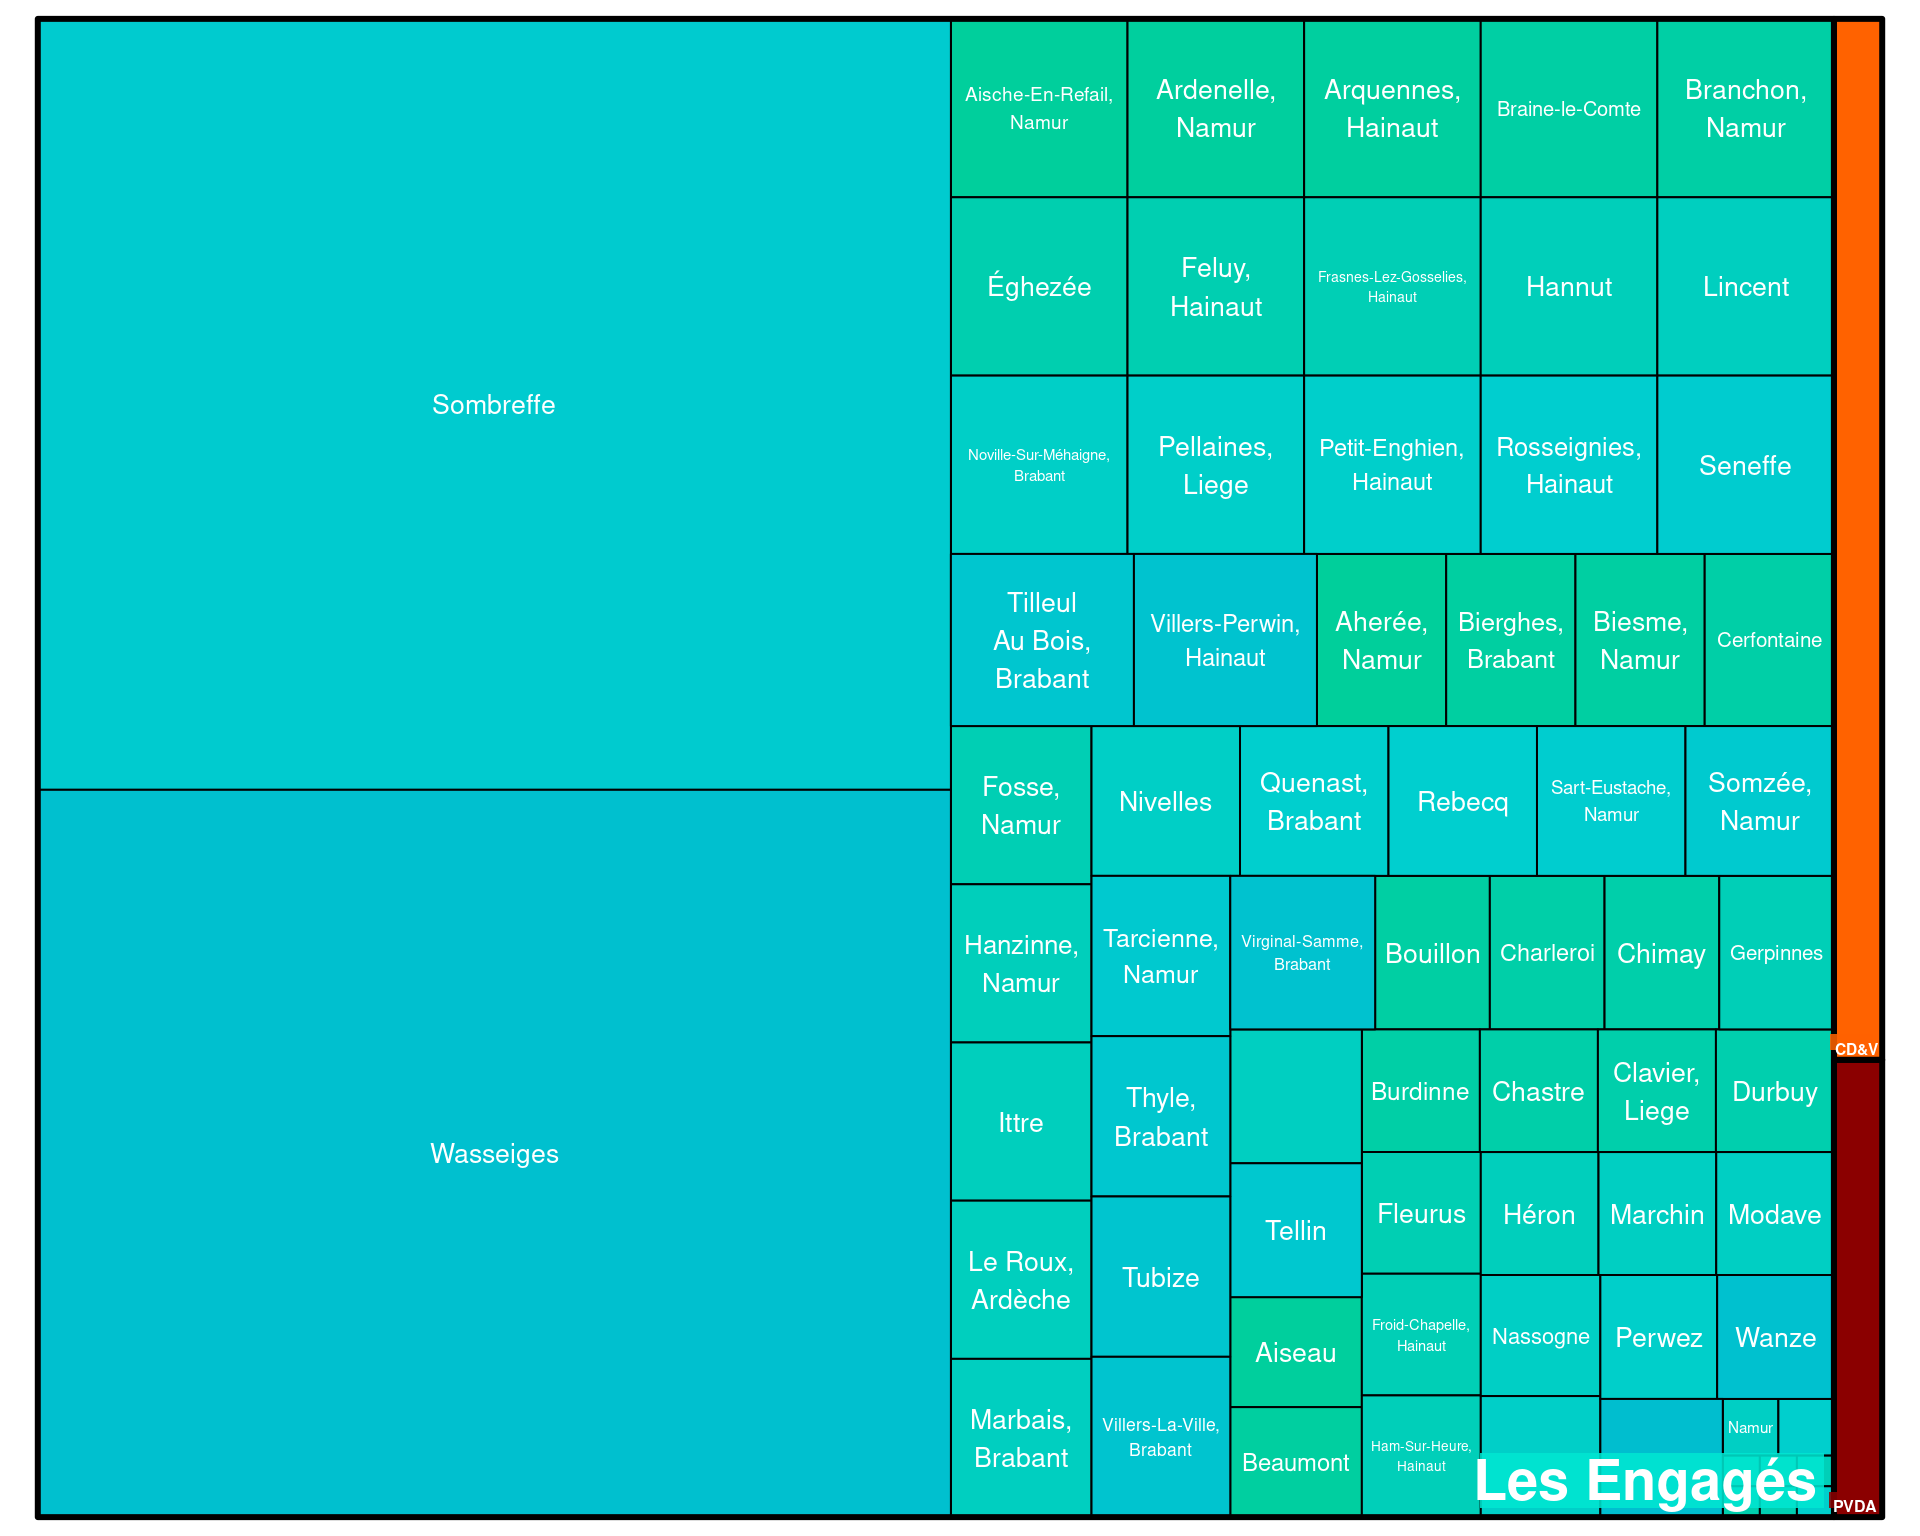 Sombreffe
Wasseiges
Aische-En-Refail,
Namur
Ardenelle,
Namur
Arquennes,
Hainaut
Braine-le-Comte
Branchon,
Namur
Éghezée
Feluy,
Hainaut
Frasnes-Lez-Gosselies,
Hainaut
Hannut
Lincent
Noville-Sur-Méhaigne,
Brabant
Pellaines,
Liege
Petit-Enghien,
Hainaut
Rosseignies,
Hainaut
Seneffe
Tilleul
Au Bois,
Brabant
Villers-Perwin,
Hainaut
Aherée,
Namur
Bierghes,
Brabant
Biesme,
Namur
Cerfontaine
Fosse,
Namur
Nivelles
Quenast,
Brabant
Rebecq
Sart-Eustache,
Namur
Somzée,
Namur
Hanzinne,
Namur
Tarcienne,
Namur
Virginal-Samme,
Brabant
Bouillon
Charleroi
Chimay
Gerpinnes
Ittre
Thyle,
Brabant
Burdinne
Chastre
Clavier,
Liege
Durbuy
Le Roux,
Ardèche
Tubize
Tellin
Fleurus
Héron
Marchin
Modave
Aiseau
Froid-Chapelle,
Hainaut
Nassogne
Perwez
Wanze
Marbais,
Brabant
Villers-La-Ville,
Brabant
Beaumont
Ham-Sur-Heure,
Hainaut
Namur
Les Engagés
CD&V
PVDA